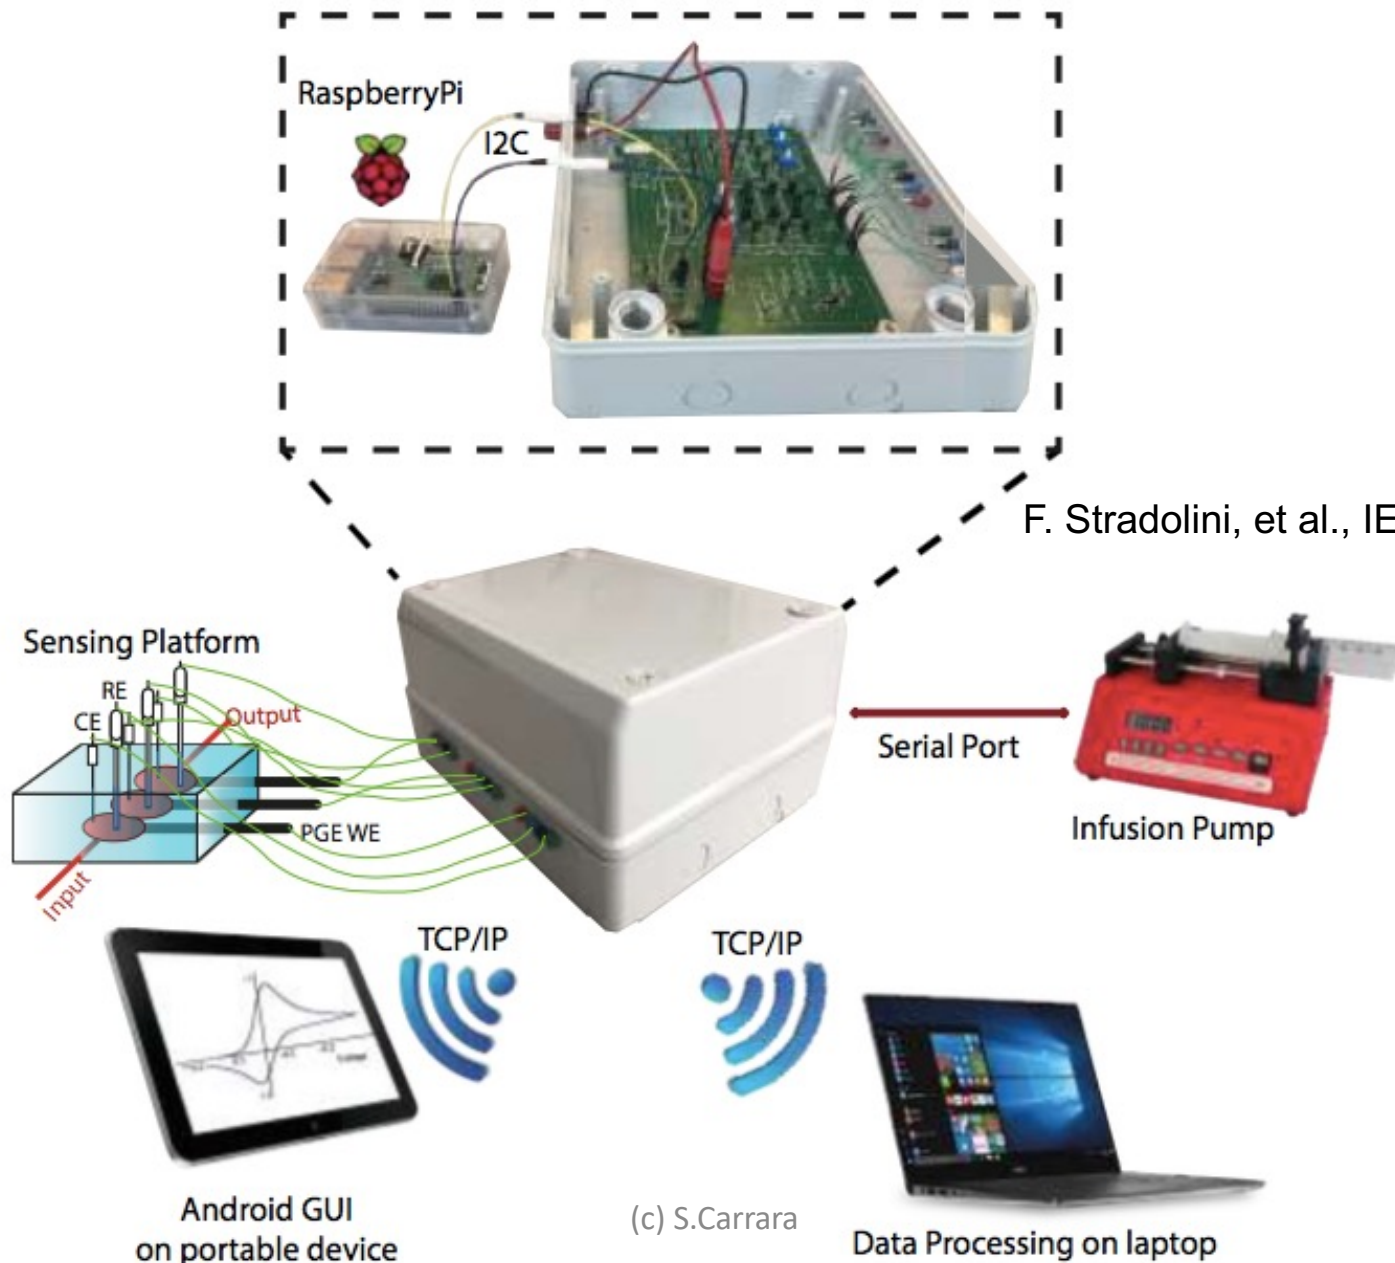 RaspberryPi
I2C
F. Stradolini, et al., IE
Sensing Platform
RE
CE
Output
PGE WE
Input
Serial Port
Infusion Pump
TCP/IP
TCP/IP
Android GUI
on portable device
(c) S.Carrara
Data Processing on laptop